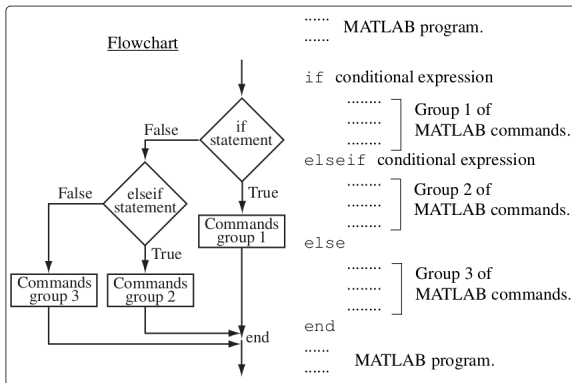 Flowchart
if
statement
False
True
elseif
statement
False
True
Commands
group 1
Commands
group 3
Commands
group 2
end
......
......
MATLAB program.
if conditional expression
........
........
........
Group 1 of
MATLAB commands.
elseif conditional expression
........
........
........
Group 2 of
MATLAB commands.
else
........
........
........
Group 3 of
MATLAB commands.
end
......
......
MATLAB program.